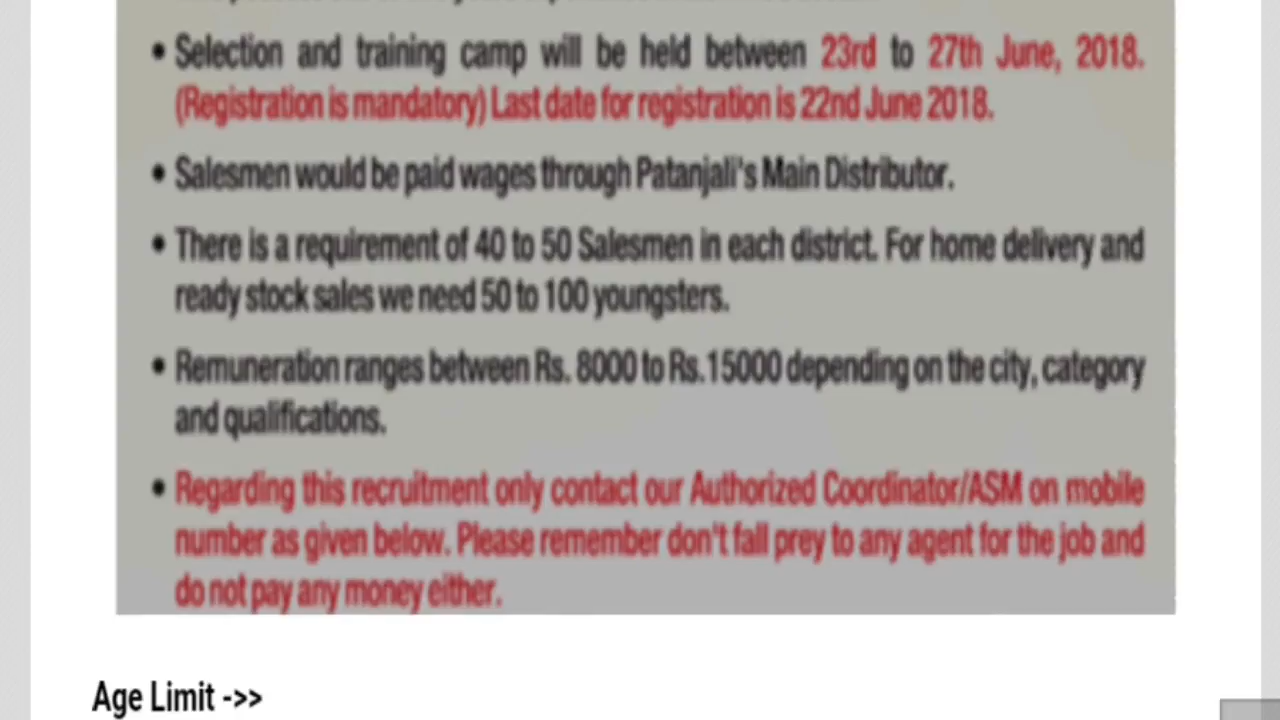 • Selection and training camp will be held between 23rd to 27th June, 2018.
(Registration is mandatory) Last date for registration is 22nd June 2018.
• Salesmen would be paid wages through Patanjali's Main Distributor.
• There is a requirement of 40 to 50 Salesmen in each district. For home delivery and
ready stock sales we need 50 to 100 youngsters.
• Remuneration ranges between Rs. 8000 to Rs.15000 depending on the city, category
and qualifications.
• Regarding this recruitment only contact our Authorized Coordinator/ASM on mobile
number as given below. Please remember don't fall prey to any agent for the job and
do not pay any money either.
Age Limit ->>